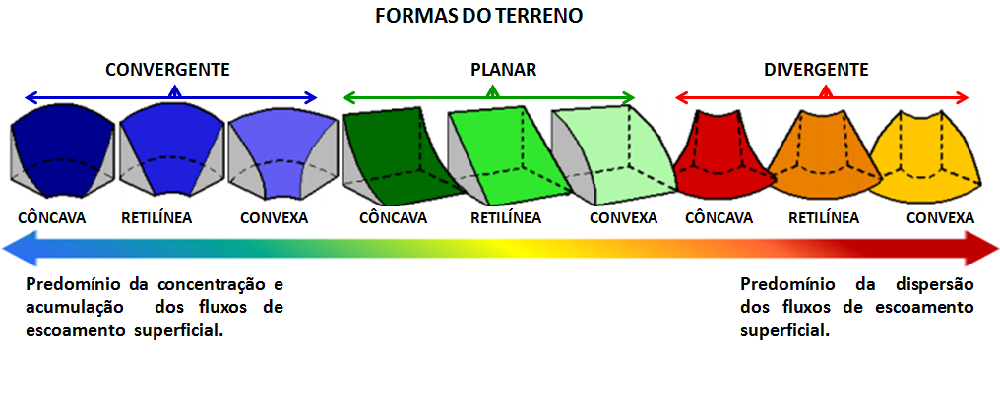 FORMAS DO TERRENO
CONVERGENTE PLANAR DIVERGENTE
CÔNCAVA RETILÍNEA CONVEXA CÔNCAVA RETILÍNEA CONVEXA CÔNCAVA RETILÍNEA CONVEXA
Predomínio da concentração e
acumulação dos fluxos de
escoamento superficial.
Predomínio da dispersão
dos fluxos de escoamento
superficial.